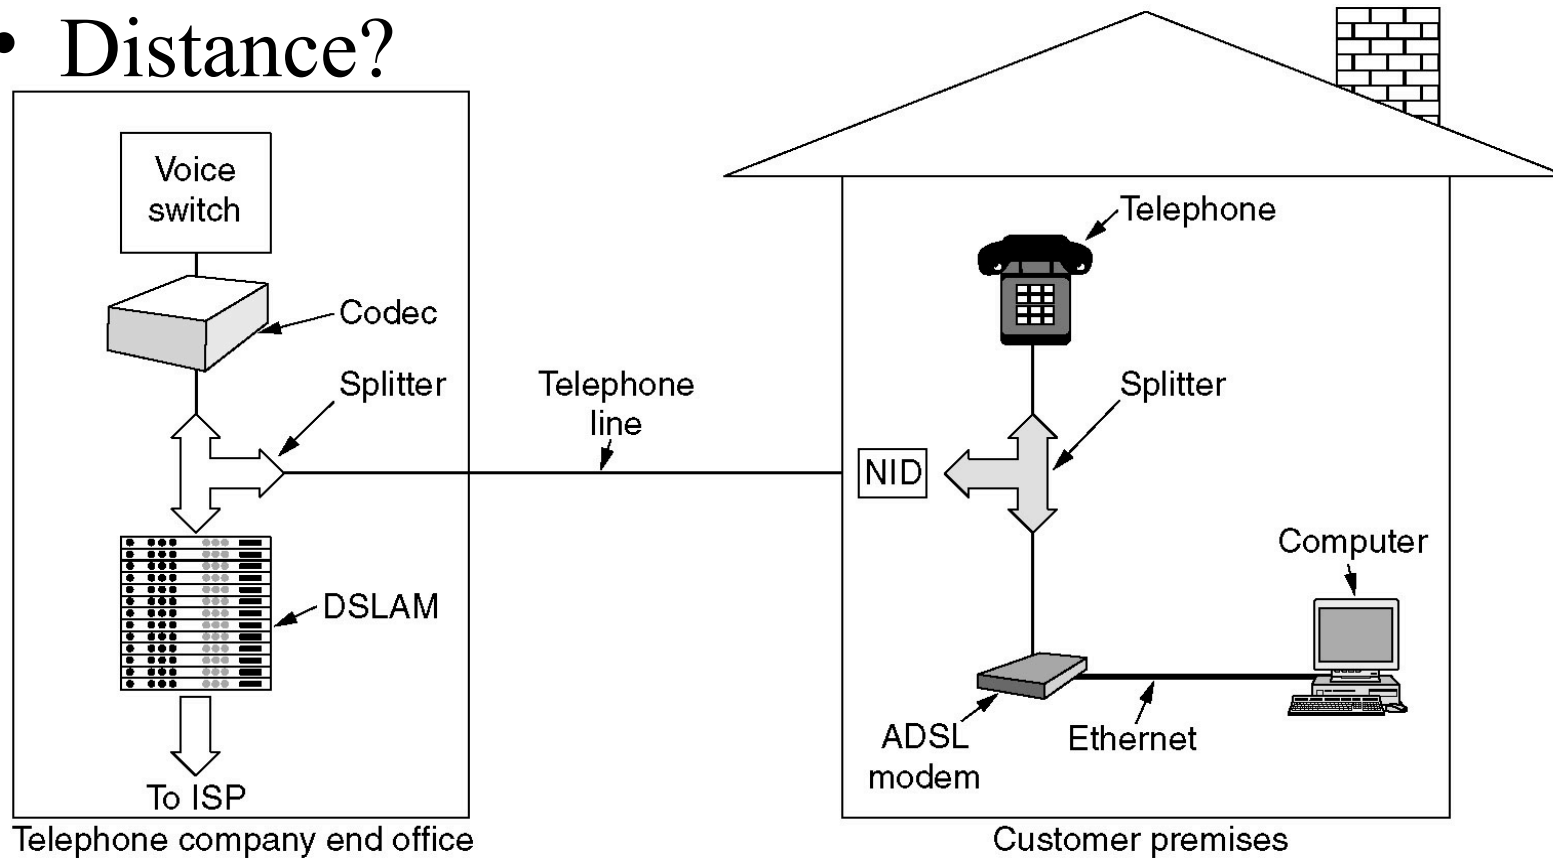 • Distance?
Voice
switch
Codec
Splitter
DSLAM
To ISP
Telephone company end office
Telephone
line
Telephone
Splitter
NID
Computer
ADSL
modem
Ethernet
Customer premises